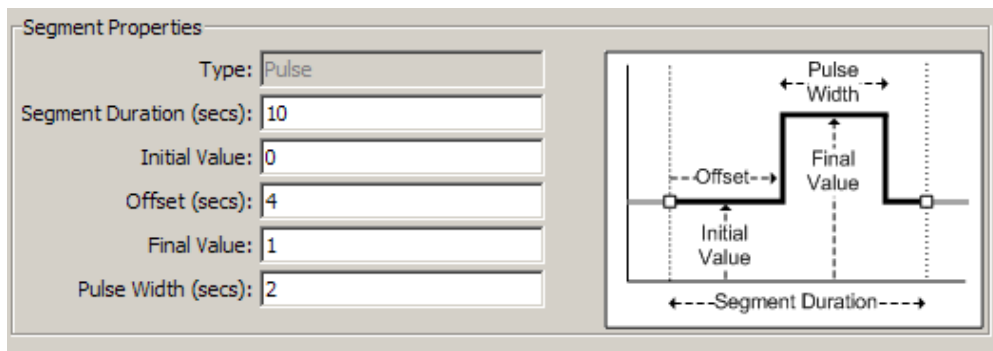 Segment Properties
Type: Pulse
Segment Duration (secs): 10
Initial Value: 0
Offset (secs): 4
Final Value: 1
Pulse Width (secs): 2
Pulse
Width
Offset
Final
Value
Initial
Value
Segment Duration